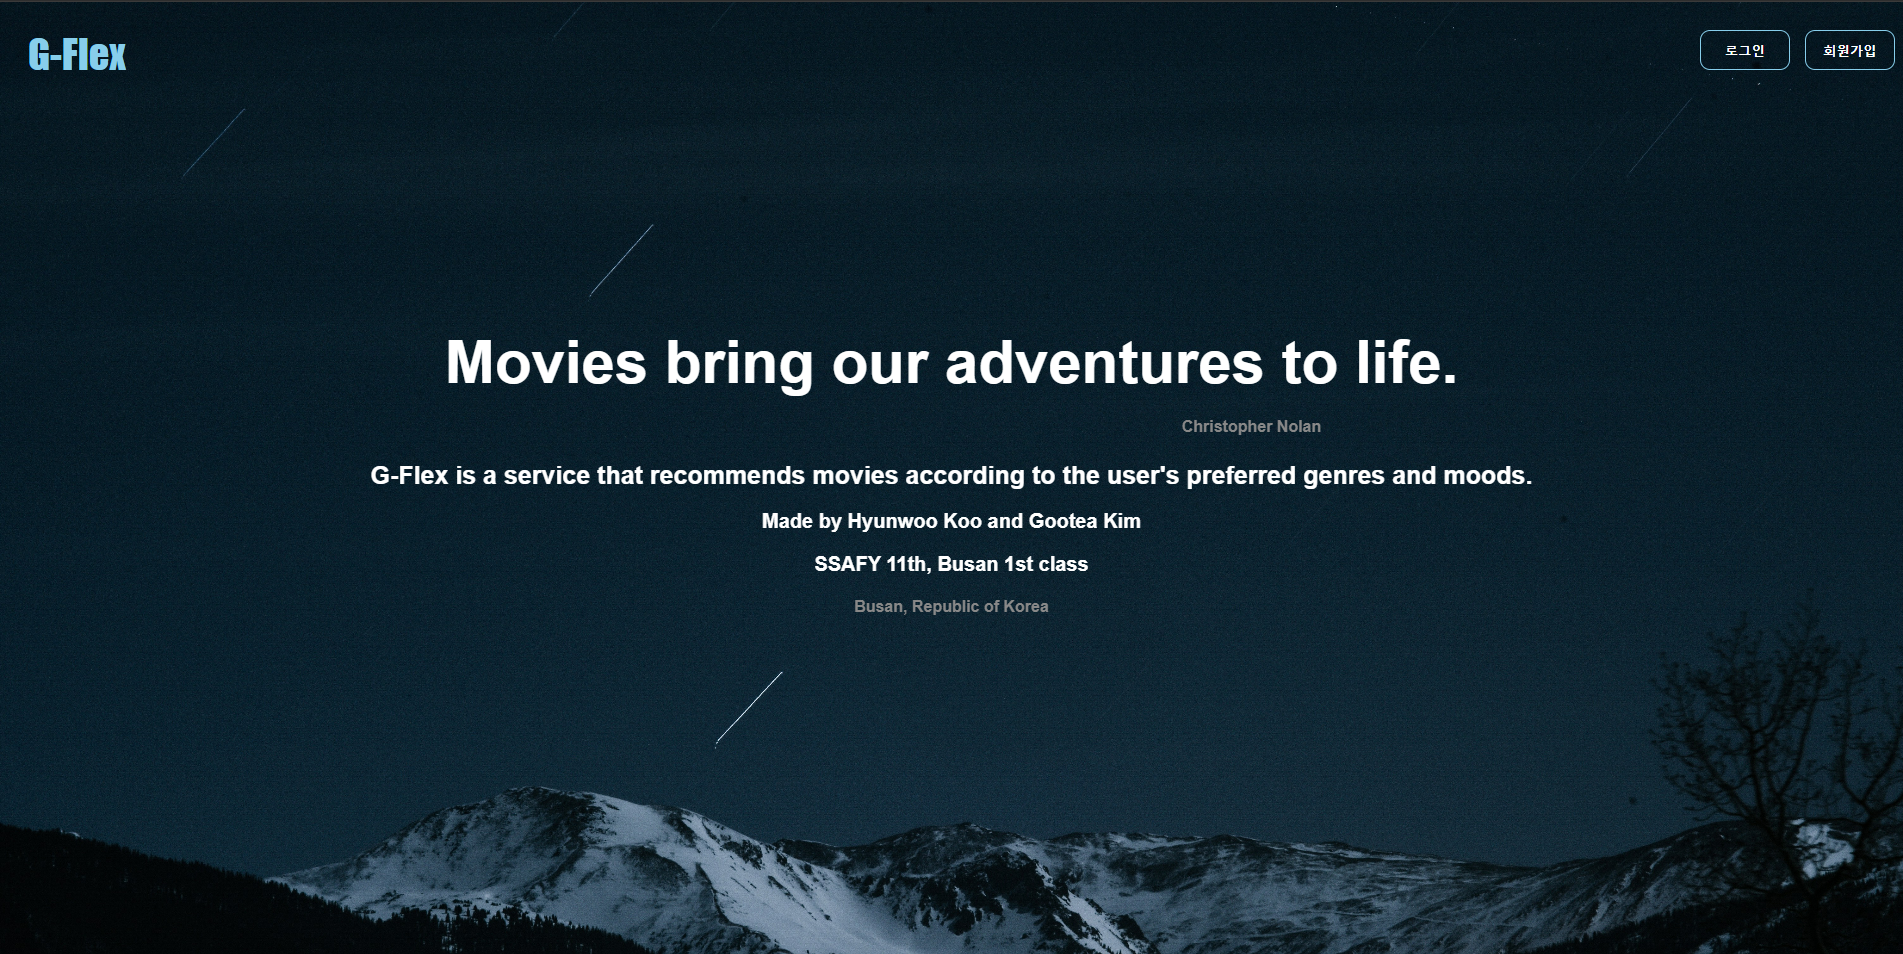 G-Flex
로그인
회원가입
Movies bring our adventures to life.
Christopher Nolan
G-Flex is a service that recommends movies according to the user's preferred genres and moods.
Made by Hyunwoo Koo and Gootea Kim
SSAFY 11th, Busan 1st class
Busan, Republic of Korea